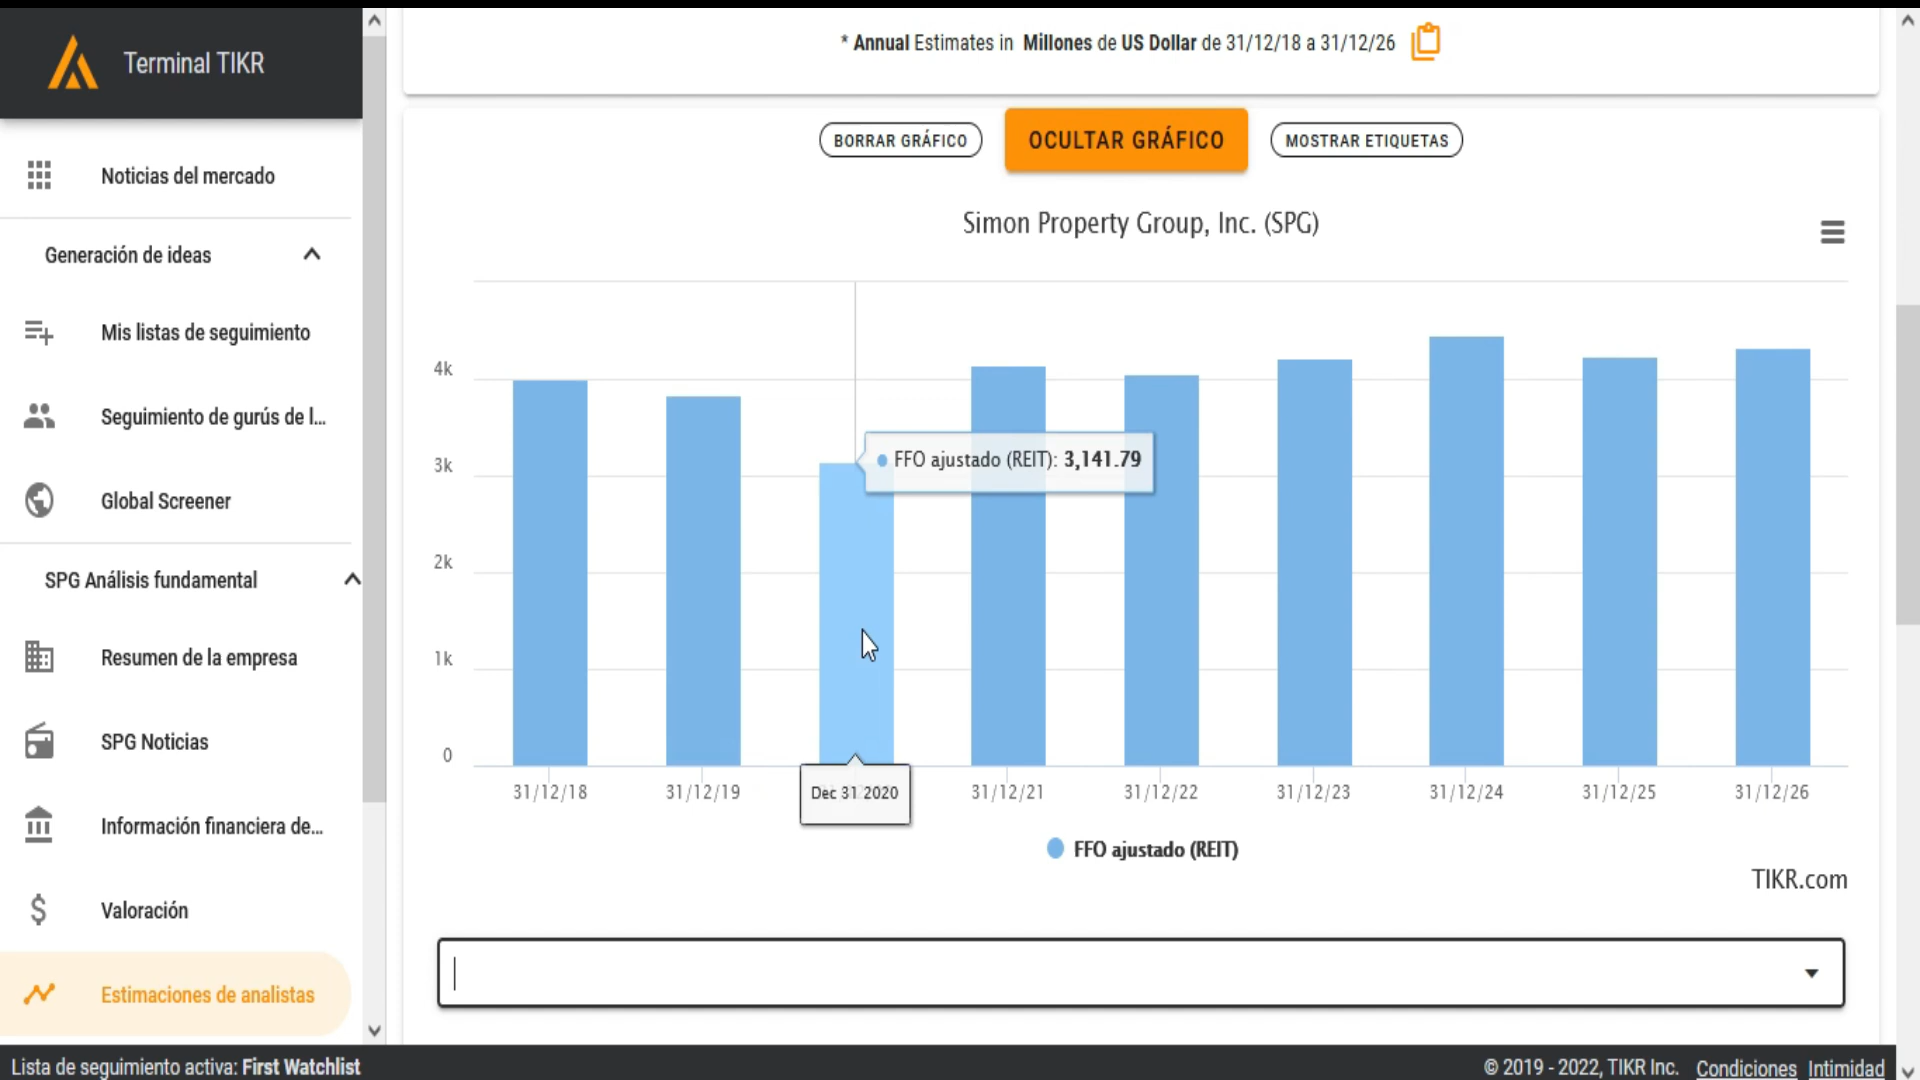 Terminal TIKR
Noticias del mercado
Generación de ideas
Mis listas de seguimiento
Seguimiento de gurús de l...
Global Screener
SPG Análisis fundamental
Resumen de la empresa
SPG Noticias
Información financiera de...
Valoración
Estimaciones de analistas
* Annual Estimates in Millones de US Dollar de 31/12/18 a 31/12/26
BORRAR GRÁFICO OCULTAR GRÁFICO MOSTRAR ETIQUETAS
Simon Property Group, Inc. (SPG)
4k
3k
2k
1k
0
FFO ajustado (REIT): 3,141.79
31/12/18 31/12/19 Dec 31 2020 31/12/21 31/12/22 31/12/23 31/12/24 31/12/25 31/12/26
FFO ajustado (REIT)
TIKR.com
Lista de seguimiento activa: First Watchlist
© 2019 - 2022, TIKR Inc. Condiciones Intimidad